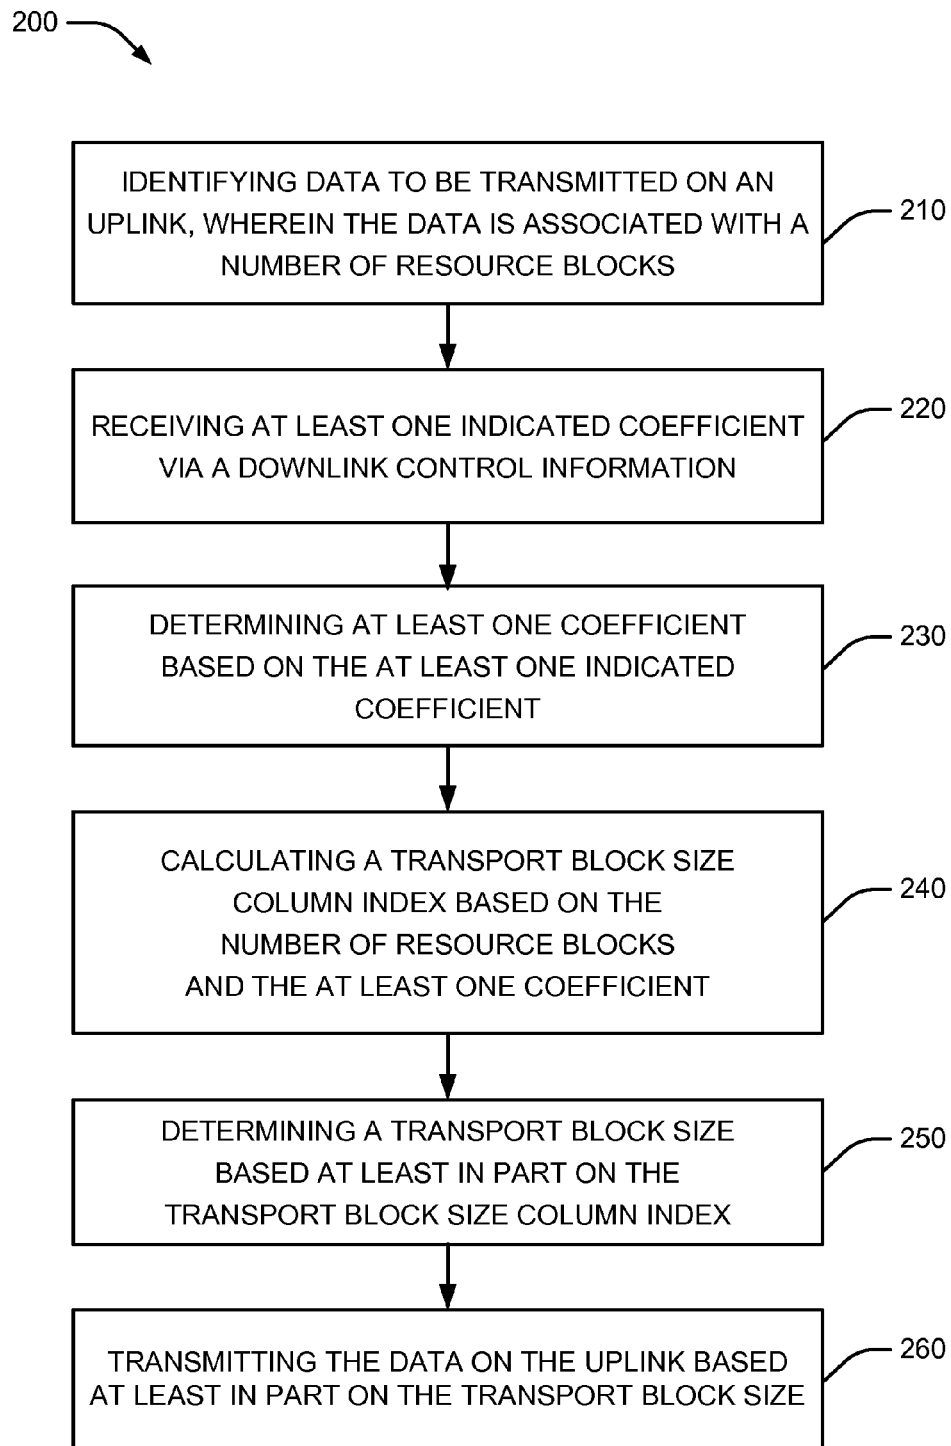 200
IDENTIFYING DATA TO BE TRANSMITTED ON AN
UPLINK, WHEREIN THE DATA IS ASSOCIATED WITH A
NUMBER OF RESOURCE BLOCKS
210
RECEIVING AT LEAST ONE INDICATED COEFFICIENT
VIA A DOWNLINK CONTROL INFORMATION
220
DETERMINING AT LEAST ONE COEFFICIENT
BASED ON THE AT LEAST ONE INDICATED
COEFFICIENT
230
CALCULATING A TRANSPORT BLOCK SIZE
COLUMN INDEX BASED ON THE
NUMBER OF RESOURCE BLOCKS
AND THE AT LEAST ONE COEFFICIENT
240
DETERMINING A TRANSPORT BLOCK SIZE
BASED AT LEAST IN PART ON THE
TRANSPORT BLOCK SIZE COLUMN INDEX
250
TRANSMITTING THE DATA ON THE UPLINK BASED
AT LEAST IN PART ON THE TRANSPORT BLOCK SIZE
260